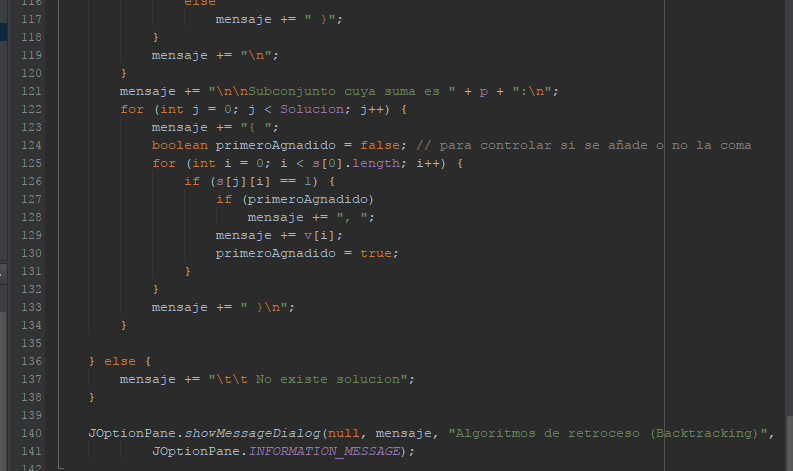 116 else
117 mensaje += " }";
118 }
119 mensaje += "\n";
120 }
121 mensaje += "\n\nSubconjunto cuya suma es " + p + ":\n";
122 for (int j = 0; j < Solucion; j++) {
123 mensaje += "{ ";
124 boolean primeroAgnadido = false; // para controlar si se añade o no la coma
125 for (int i = 0; i < s[0].length; i++) {
126 if (s[j][i] == 1) {
127 if (primeroAgnadido)
128 mensaje += ", ";
129 mensaje += v[i];
130 primeroAgnadido = true;
131 }
132 }
133 mensaje += " }\n";
134 }
135
136 } else {
137 mensaje += "\t\t No existe solucion";
138 }
139
140 JOptionPane.showMessageDialog(null, mensaje, "Algoritmos de retroceso (Backtracking)",
141 JOptionPane.INFORMATION_MESSAGE);
142